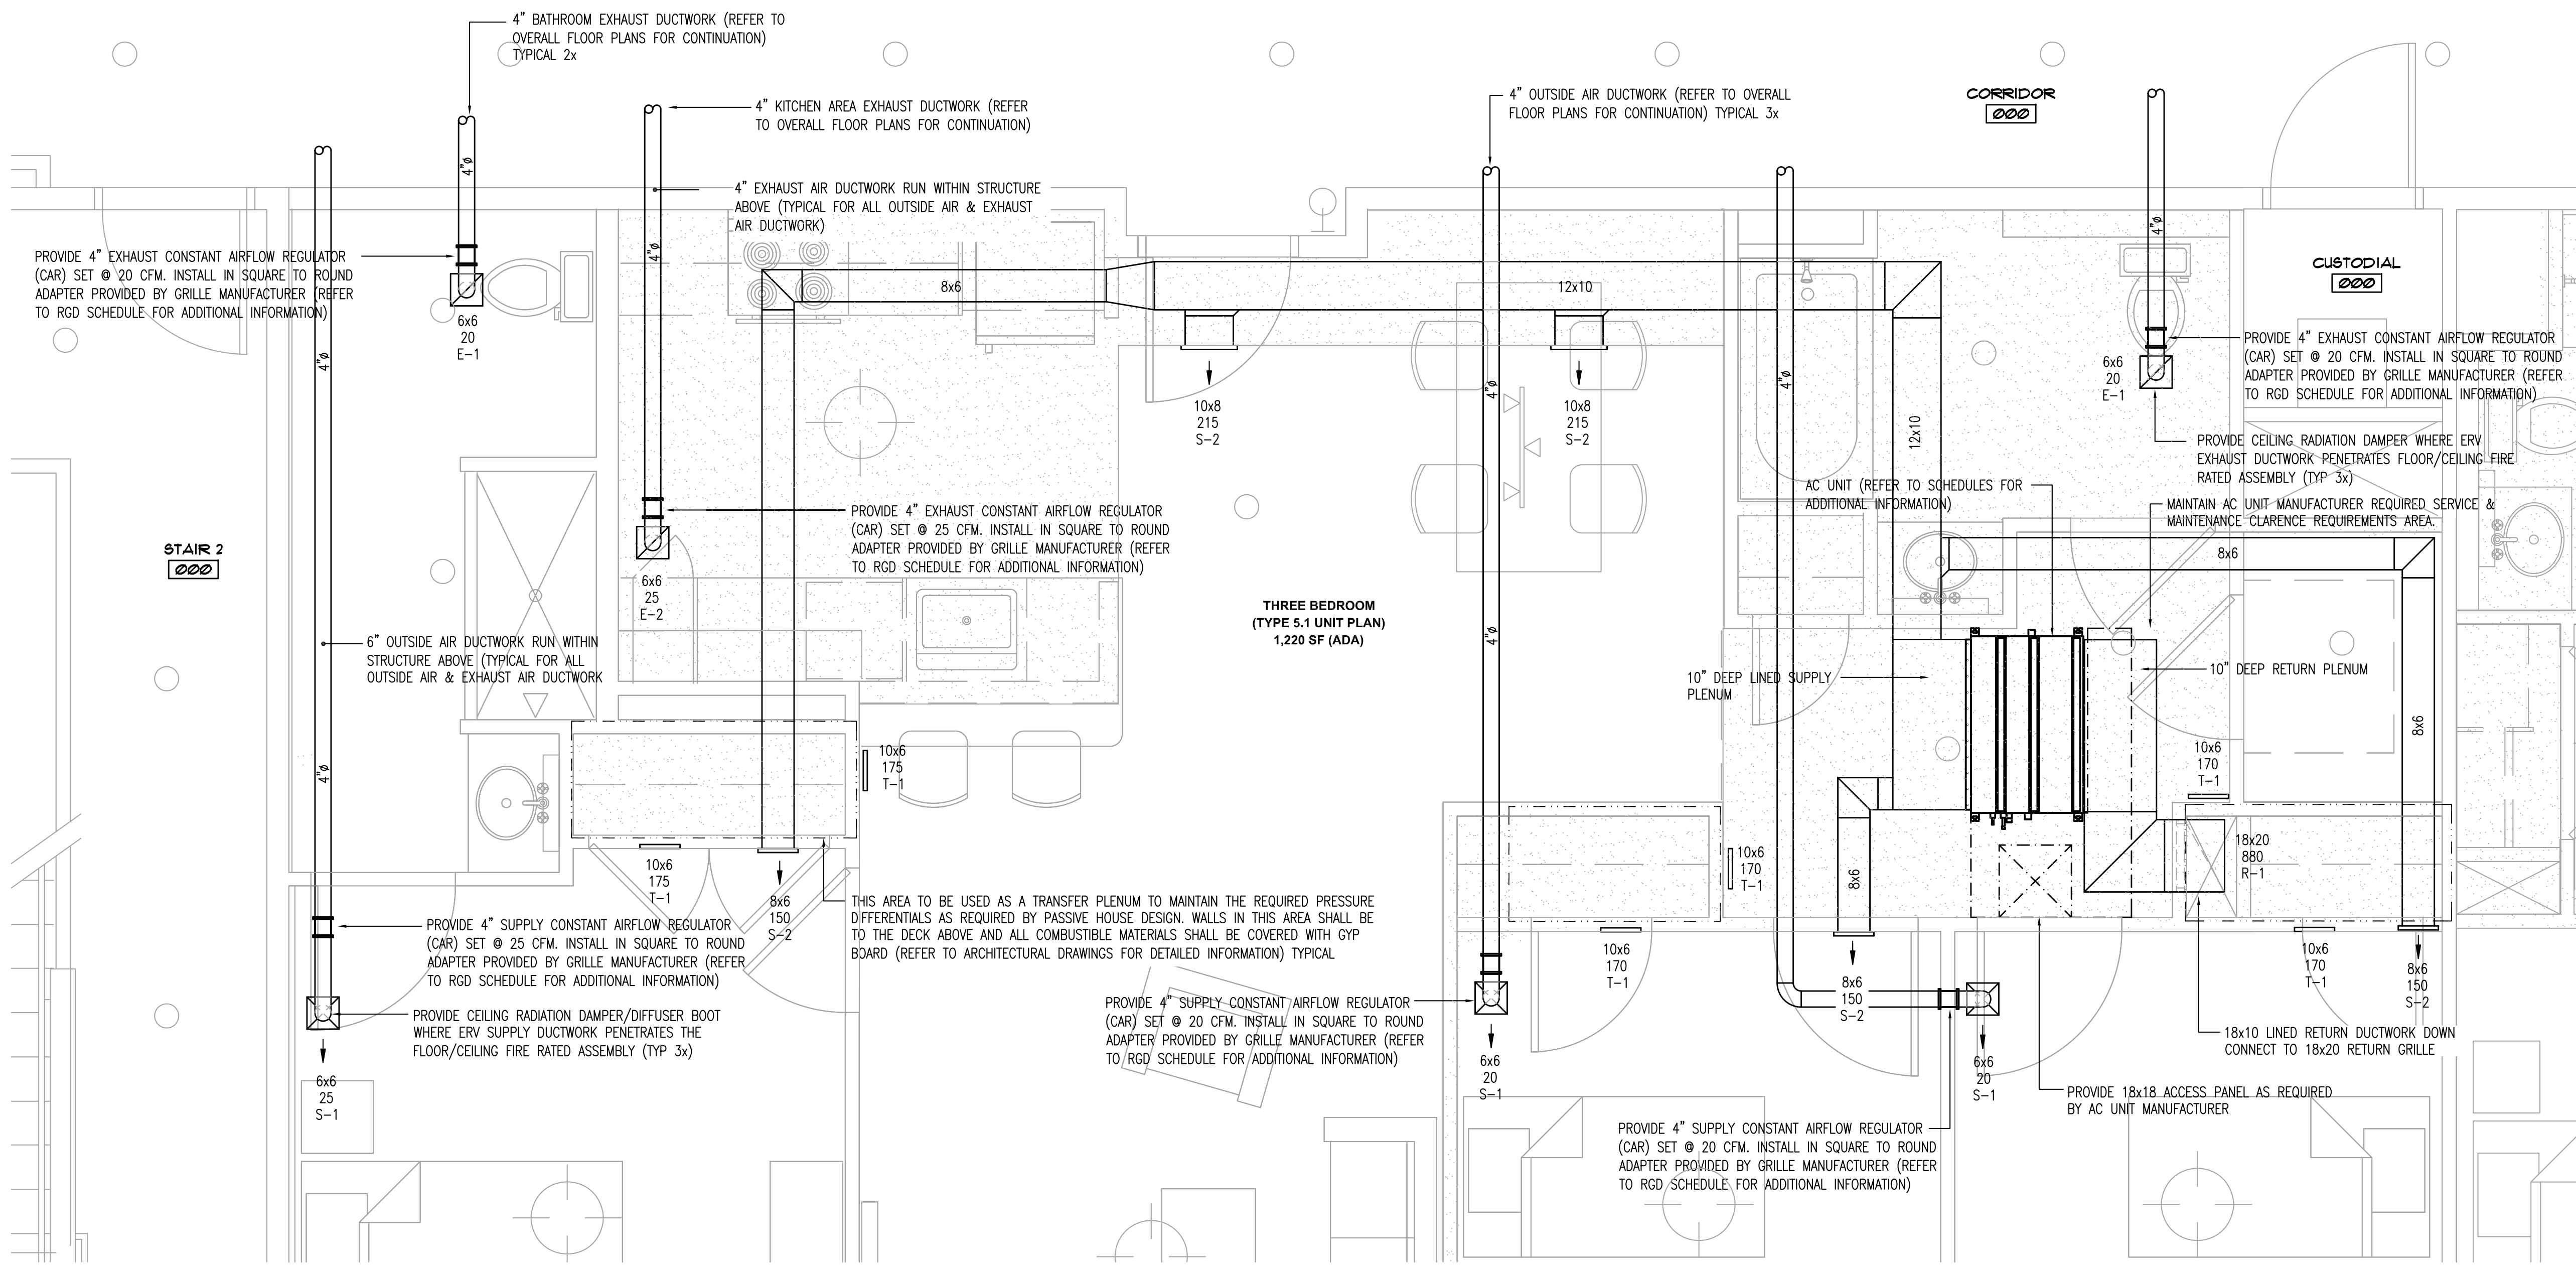 4" BATHROOM EXHAUST DUCTWORK (REFER TO
OVERALL FLOOR PLANS FOR CONTINUATION)
TYPICAL 2x
4" KITCHEN AREA EXHAUST DUCTWORK (REFER
TO OVERALL FLOOR PLANS FOR CONTINUATION)
4" OUTSIDE AIR DUCTWORK (REFER TO OVERALL
FLOOR PLANS FOR CONTINUATION) TYPICAL 3x
CORRIDOR
000
4"ø
4" EXHAUST AIR DUCTWORK RUN WITHIN STRUCTURE
ABOVE (TYPICAL FOR ALL OUTSIDE AIR & EXHAUST
AIR DUCTWORK)
4"ø
4"ø
PROVIDE 4" EXHAUST CONSTANT AIRFLOW REGULATOR
(CAR) SET @ 20 CFM. INSTALL IN SQUARE TO ROUND
ADAPTER PROVIDED BY GRILLE MANUFACTURER (REFER
TO RGD SCHEDULE FOR ADDITIONAL INFORMATION)
6x6
20
E-1
4"ø
8x6
12x10
CUSTODIAL
000
PROVIDE 4" EXHAUST CONSTANT AIRFLOW REGULATOR
(CAR) SET @ 20 CFM. INSTALL IN SQUARE TO ROUND
ADAPTER PROVIDED BY GRILLE MANUFACTURER (REFER
TO RGD SCHEDULE FOR ADDITIONAL INFORMATION)
6x6
20
E-1
10x8
215
S-2
10x8
215
S-2
4"ø
4"ø
12x10
PROVIDE CEILING RADIATION DAMPER WHERE ERV
EXHAUST DUCTWORK PENETRATES FLOOR/CEILING FIRE
RATED ASSEMBLY (TYP 3x)
AC UNIT (REFER TO SCHEDULES FOR
ADDITIONAL INFORMATION)
MAINTAIN AC UNIT MANUFACTURER REQUIRED SERVICE &
MAINTENANCE CLARENCE REQUIREMENTS AREA.
PROVIDE 4" EXHAUST CONSTANT AIRFLOW REGULATOR
(CAR) SET @ 25 CFM. INSTALL IN SQUARE TO ROUND
ADAPTER PROVIDED BY GRILLE MANUFACTURER (REFER
TO RGD SCHEDULE FOR ADDITIONAL INFORMATION)
STAIR 2
000
6x6
25
E-2
8x6
THREE BEDROOM
(TYPE 5.1 UNIT PLAN)
1,220 SF (ADA)
4"ø
6" OUTSIDE AIR DUCTWORK RUN WITHIN
STRUCTURE ABOVE (TYPICAL FOR ALL
OUTSIDE AIR & EXHAUST AIR DUCTWORK
10" DEEP LINED SUPPLY
PLENUM
10" DEEP RETURN PLENUM
4"ø
8x6
10x6
175
T-1
10x6
170
T-1
10x6
175
T-1
10x6
170
T-1
18x20
880
R-1
8x6
8x6
150
S-2
THIS AREA TO BE USED AS A TRANSFER PLENUM TO MAINTAIN THE REQUIRED PRESSURE
DIFFERENTIALS AS REQUIRED BY PASSIVE HOUSE DESIGN. WALLS IN THIS AREA SHALL BE
TO THE DECK ABOVE AND ALL COMBUSTIBLE MATERIALS SHALL BE COVERED WITH GYP
BOARD (REFER TO ARCHITECTURAL DRAWINGS FOR DETAILED INFORMATION) TYPICAL
PROVIDE 4" SUPPLY CONSTANT AIRFLOW REGULATOR
(CAR) SET @ 25 CFM. INSTALL IN SQUARE TO ROUND
ADAPTER PROVIDED BY GRILLE MANUFACTURER (REFER
TO RGD SCHEDULE FOR ADDITIONAL INFORMATION)
10x6
170
T-1
10x6
170
T-1
8x6
150
S-2
8x6
150
S-2
PROVIDE CEILING RADIATION DAMPER/DIFFUSER BOOT
WHERE ERV SUPPLY DUCTWORK PENETRATES THE
FLOOR/CEILING FIRE RATED ASSEMBLY (TYP 3x)
PROVIDE 4" SUPPLY CONSTANT AIRFLOW REGULATOR
(CAR) SET @ 20 CFM. INSTALL IN SQUARE TO ROUND
ADAPTER PROVIDED BY GRILLE MANUFACTURER (REFER
TO RGD SCHEDULE FOR ADDITIONAL INFORMATION)
18x10 LINED RETURN DUCTWORK DOWN
CONNECT TO 18x20 RETURN GRILLE
6x6
25
S-1
6x6
20
S-1
6x6
20
S-1
PROVIDE 18x18 ACCESS PANEL AS REQUIRED
BY AC UNIT MANUFACTURER
PROVIDE 4" SUPPLY CONSTANT AIRFLOW REGULATOR
(CAR) SET @ 20 CFM. INSTALL IN SQUARE TO ROUND
ADAPTER PROVIDED BY GRILLE MANUFACTURER (REFER
TO RGD SCHEDULE FOR ADDITIONAL INFORMATION)